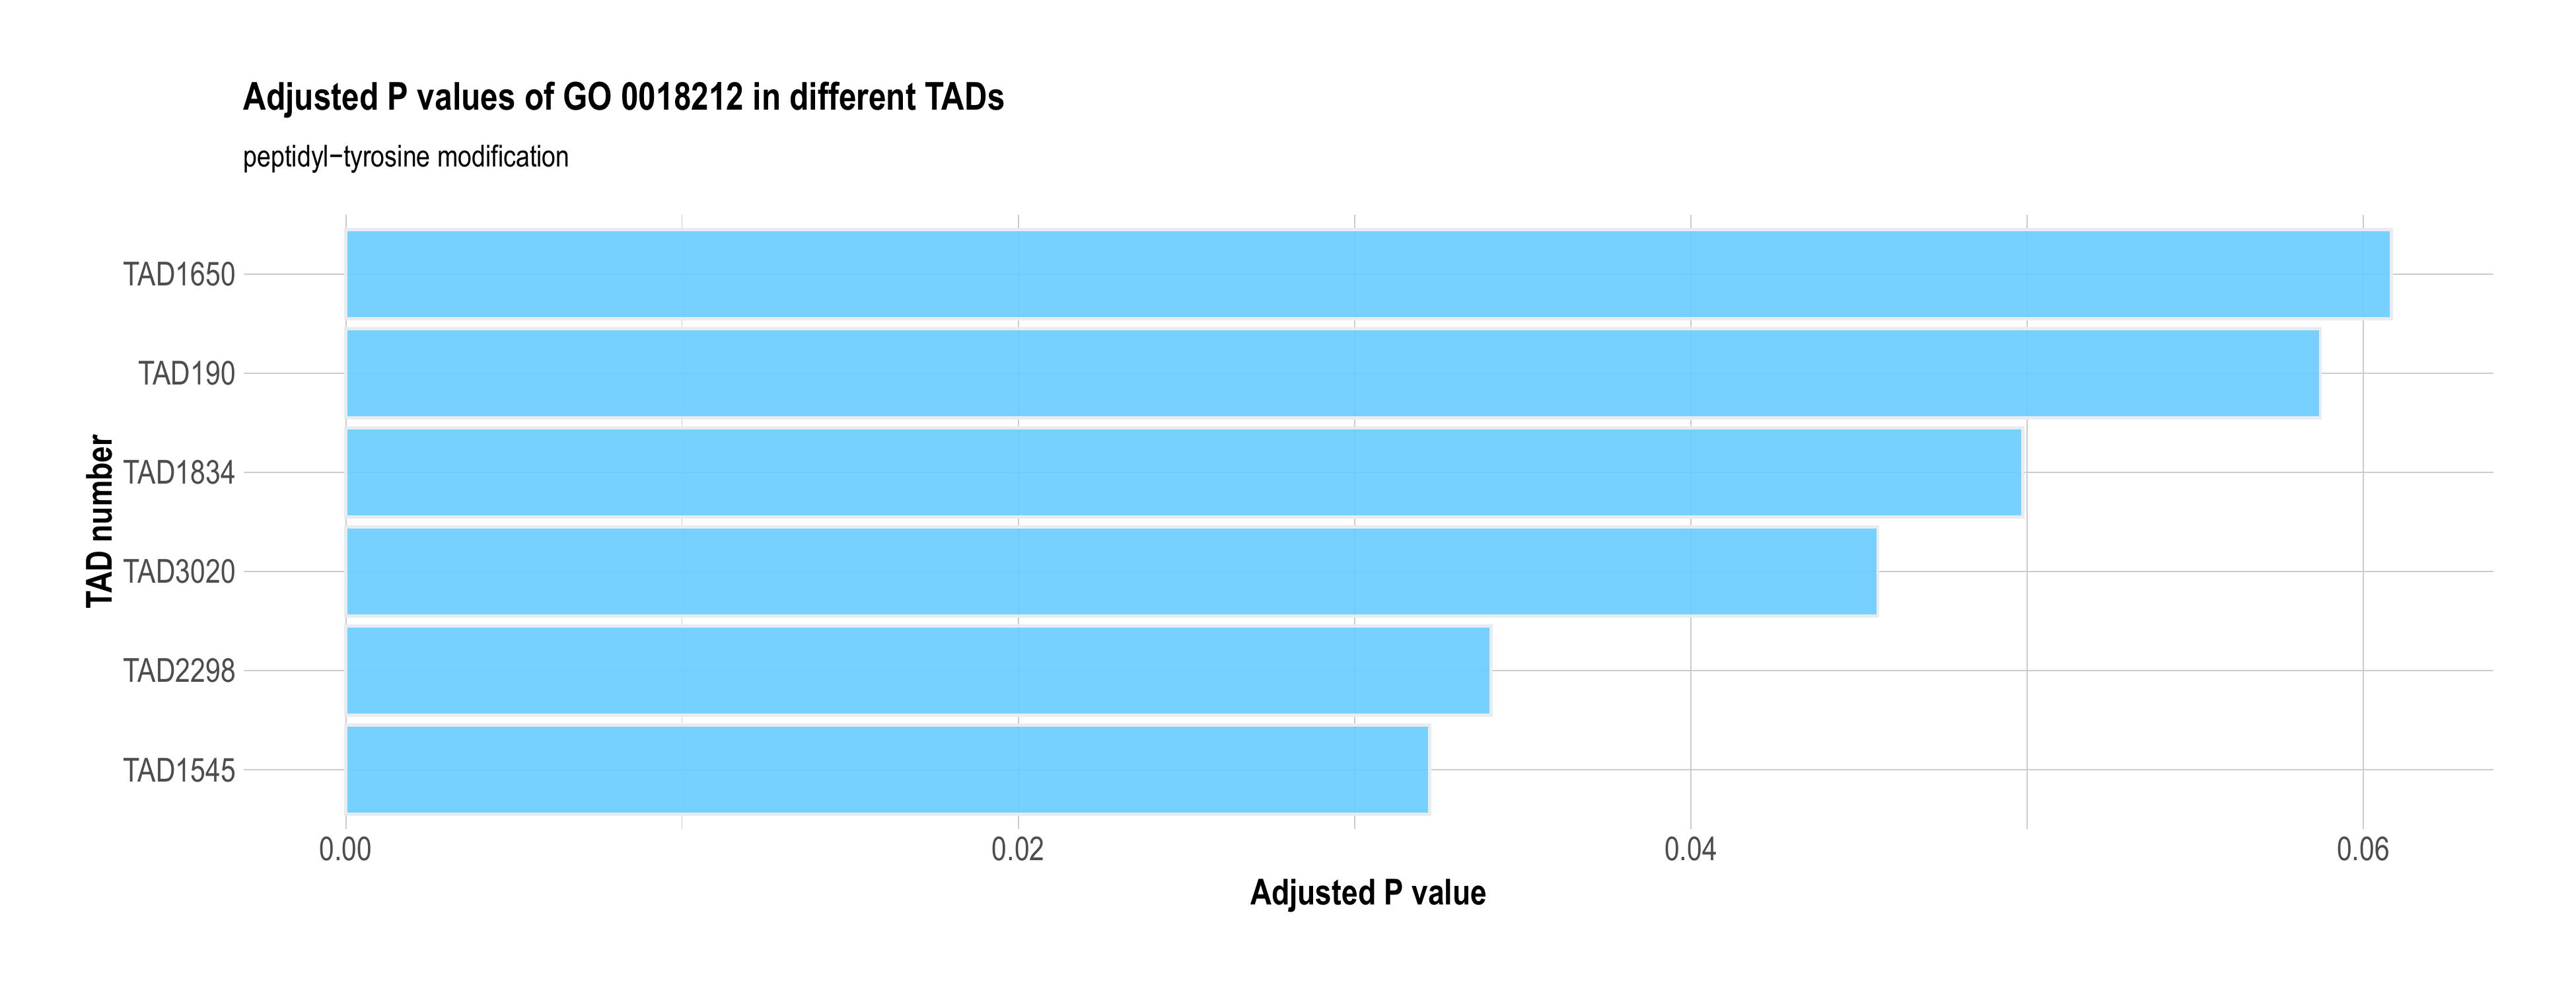 Adjusted P values of GO 0018212 in different TADs
peptidyl−tyrosine modification
TAD number
TAD1650
TAD190
TAD1834
TAD3020
TAD2298
TAD1545
0.00 0.02 0.04 0.06
Adjusted P value